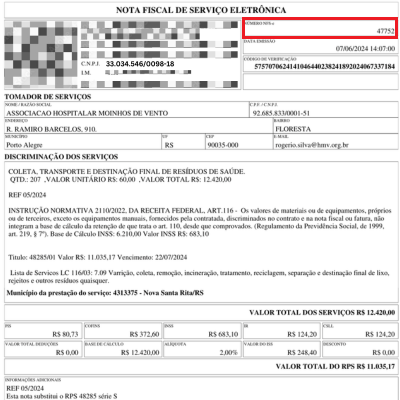 NOTA FISCAL DE SERVIÇO ELETRÔNICA
NÚMERO NFS-e
47752
DATA EMISSÃO
07/06/2024 14:07:00
CÓDIGO DE VERIFICAÇÃO
5757070624141046440238241892024067337184
C.N.P.J. 33.034.546/0098-18
I.M.
TOMADOR DE SERVIÇOS
NOME / RAZÃO SOCIAL C.P.F. / C.N.P.J.
ASSOCIACAO HOSPITALAR MOINHOS DE VENTO 92.685.833/0001-51
ENDEREÇO BAIRRO
R. RAMIRO BARCELOS, 910. FLORESTA
MUNICÍPIO UF CEP E-MAIL
Porto Alegre RS 90035-000 rogerio.silva@hmv.org.br
DISCRIMINAÇÃO DOS SERVIÇOS
COLETA, TRANSPORTE E DESTINAÇÃO FINAL DE RESÍDUOS DE SAÚDE.
QTD.: 207 ,VALOR UNITÁRIO R$: 60,00 ,VALOR TOTAL R$: 12.420,00
REF 05/2024
INSTRUÇÃO NORMATIVA 2110/2022, DA RECEITA FEDERAL, ART.116 - Os valores de materiais ou de equipamentos, próprios
ou de terceiros, exceto os equipamentos manuais, fornecidos pela contratada, discriminados no contrato e na nota fiscal ou fatura, não
integram a base de cálculo da retenção de que trata o art. 110, desde que comprovados. (Regulamento da Previdência Social, de 1999,
art. 219, § 7º). Base de Cálculo INSS: 6.210,00 Valor INSS R$: 683,10
Titulo: 48285/01 Valor R$: 11.035,17 Vencimento: 22/07/2024
Lista de Serviços LC 116/03: 7.09 Varrição, coleta, remoção, incineração, tratamento, reciclagem, separação e destinação final de lixo,
rejeitos e outros resíduos quaisquer.
Município da prestação do serviço: 4313375 - Nova Santa Rita/RS
VALOR TOTAL DOS SERVIÇOS R$ 12.420,00
PIS COFINS INSS IR CSLL
R$ 80,73 R$ 372,60 R$ 683,10 R$ 124,20 R$ 124,20
VALOR DEDUÇÕES BASE DE CÁLCULO ALÍQUOTA VALOR DO ISS DESCONTO
R$ 0,00 R$ 12.420,00 2,00% R$ 248,40 R$ 0,00
VALOR TOTAL DO RPS R$ 11.035,17
INFORMAÇÕES ADICIONAIS
REF 05/2024
Esta nota substitui o RPS 48285 série S